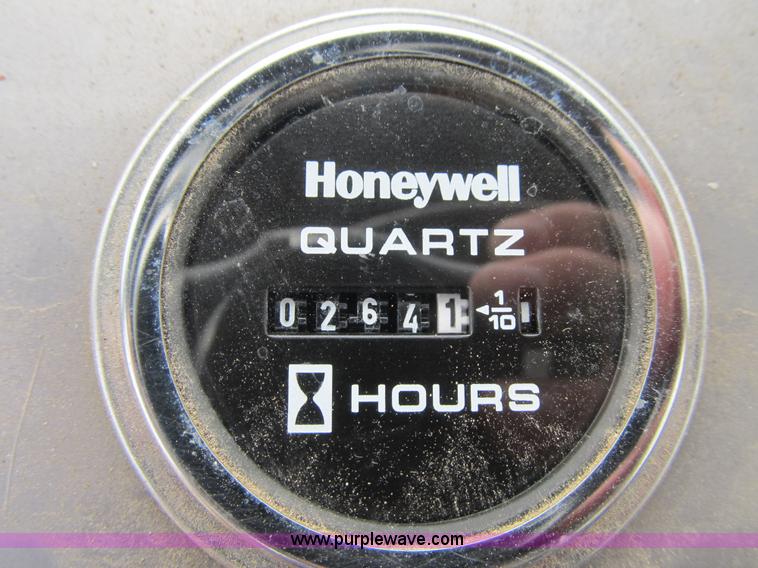 Honeywell
QUARTZ
0 2 6 4 1 ◄ 1/10
HOURS
www.purplewave.com